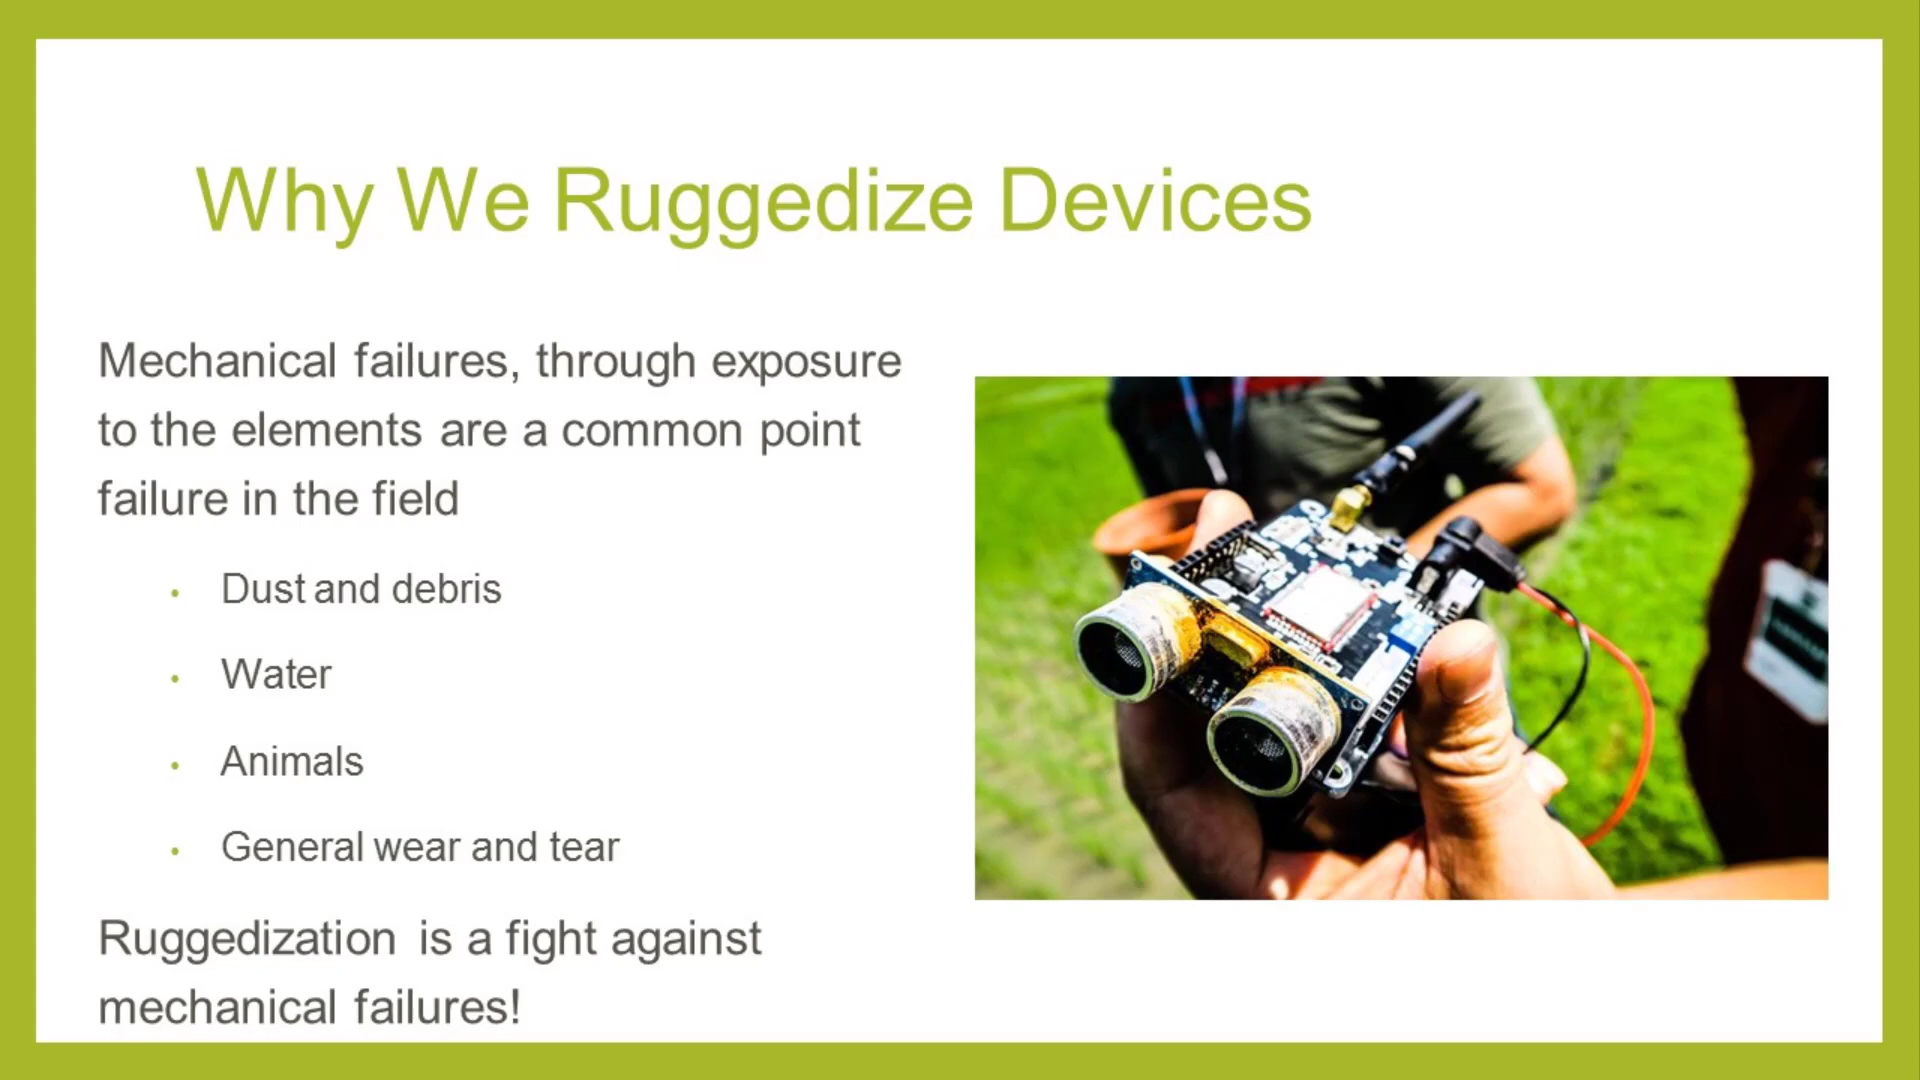 Why We Ruggedize Devices
Mechanical failures, through exposure
to the elements are a common point
failure in the field
• Dust and debris
• Water
• Animals
• General wear and tear
Ruggedization is a fight against
mechanical failures!